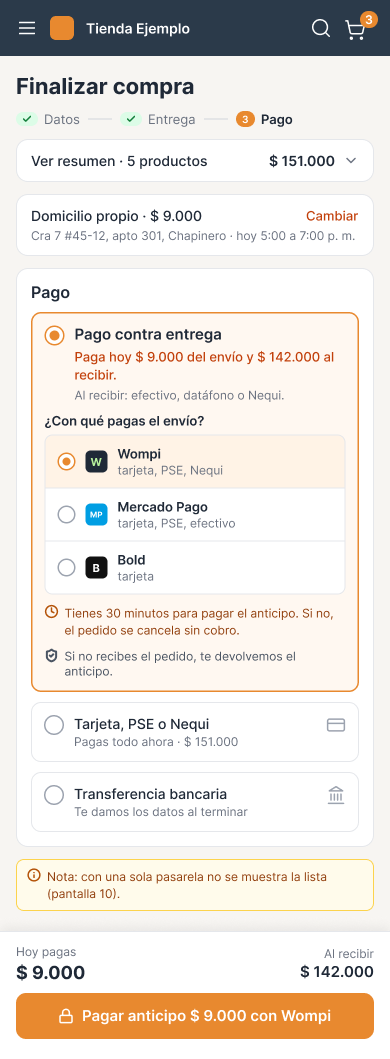 Tienda Ejemplo
3
Finalizar compra
Datos
Entrega
3 Pago
Ver resumen · 5 productos $ 151.000
Domicilio propio · $ 9.000 Cambiar
Cra 7 #45-12, apto 301, Chapinero · hoy 5:00 a 7:00 p. m.
Pago
Pago contra entrega
Paga hoy $ 9.000 del envío y $ 142.000 al
recibir.
Al recibir: efectivo, datáfono o Nequi.
¿Con qué pagas el envío?
W Wompi
tarjeta, PSE, Nequi
MP Mercado Pago
tarjeta, PSE, efectivo
B Bold
tarjeta
Tienes 30 minutos para pagar el anticipo. Si no,
el pedido se cancela sin cobro.
Si no recibes el pedido, te devolvemos el
anticipo.
Tarjeta, PSE o Nequi
Pagas todo ahora · $ 151.000
Transferencia bancaria
Te damos los datos al terminar
Nota: con una sola pasarela no se muestra la lista
(pantalla 10).
Hoy pagas Al recibir
$ 9.000 $ 142.000
Pagar anticipo $ 9.000 con Wompi